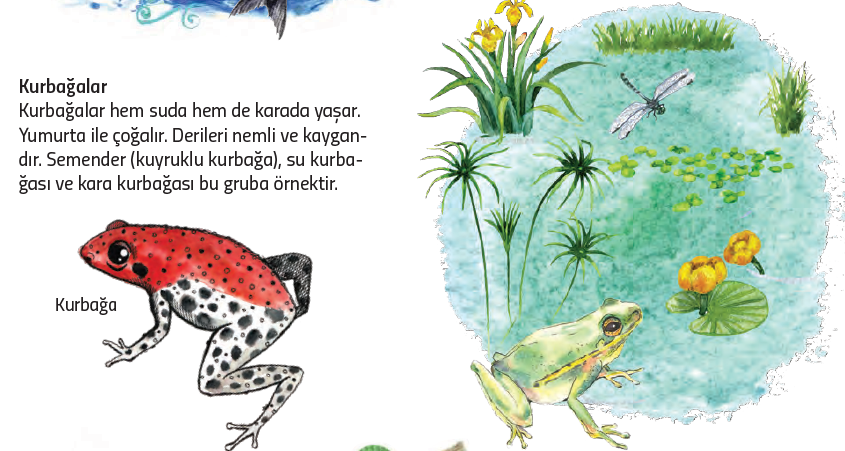 Kurbağalar
Kurbağalar hem suda hem de karada yaşar.
Yumurta ile çoğalır. Derileri nemli ve kaygan-
dır. Semender (kuyruklu kurbağa), su kurba-
ğası ve kara kurbağası bu gruba örnektir.
Kurbağa